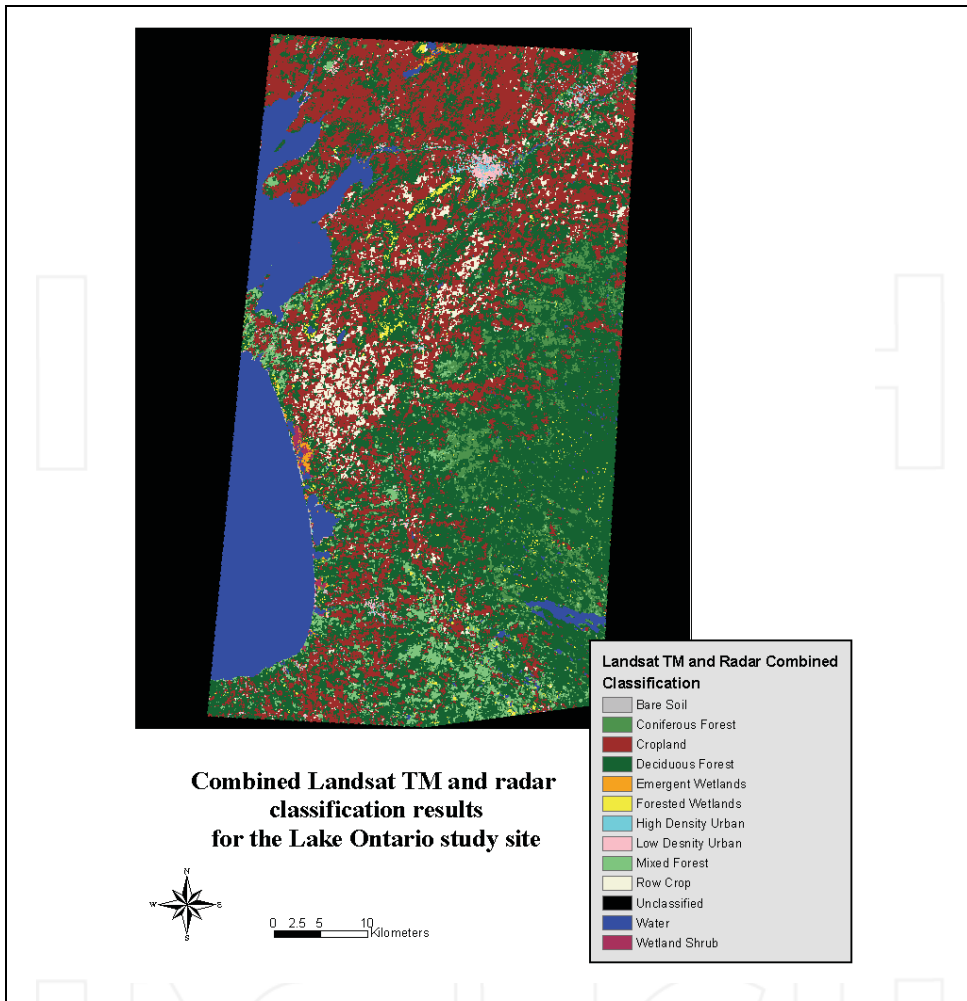 Landsat TM and Radar Combined
Classification
Bare Soil
Coniferous Forest
Cropland
Deciduous Forest
Emergent Wetlands
Forested Wetlands
High Density Urban
Low Desnity Urban
Mixed Forest
Row Crop
Unclassified
Water
Wetland Shrub
Combined Landsat TM and radar
classification results
for the Lake Ontario study site
N
W E
S
0 2.5 5 10
Kilometers